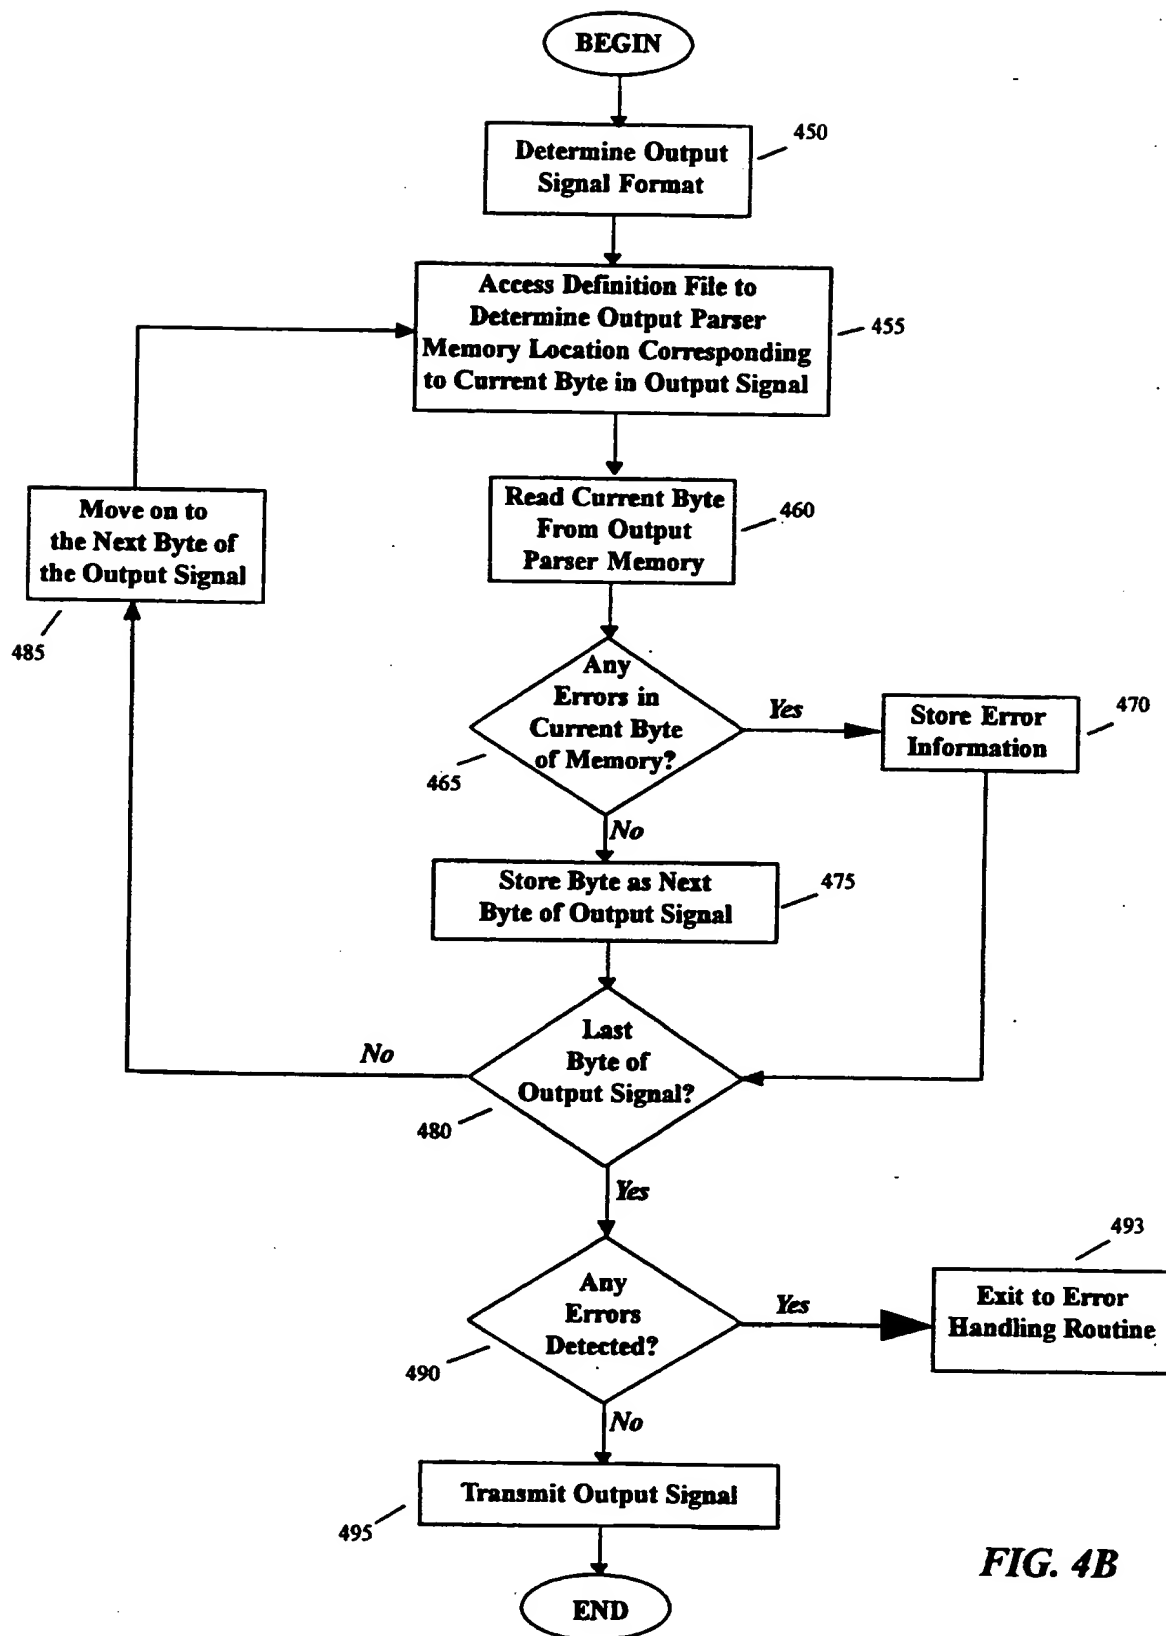 BEGIN
Determine Output
Signal Format
450
Access Definition File to
Determine Output Parser
Memory Location Corresponding
to Current Byte in Output Signal
455
Move on to
the Next Byte of
the Output Signal
485
Read Current Byte
From Output
Parser Memory
460
Any
Errors in
Current Byte
of Memory?
465
Yes
Store Error
Information
470
No
Store Byte as Next
Byte of Output Signal
475
Last
Byte of
Output Signal?
480
No
Yes
Any
Errors
Detected?
490
Yes
Exit to Error
Handling Routine
493
No
Transmit Output Signal
495
END
FIG. 4B